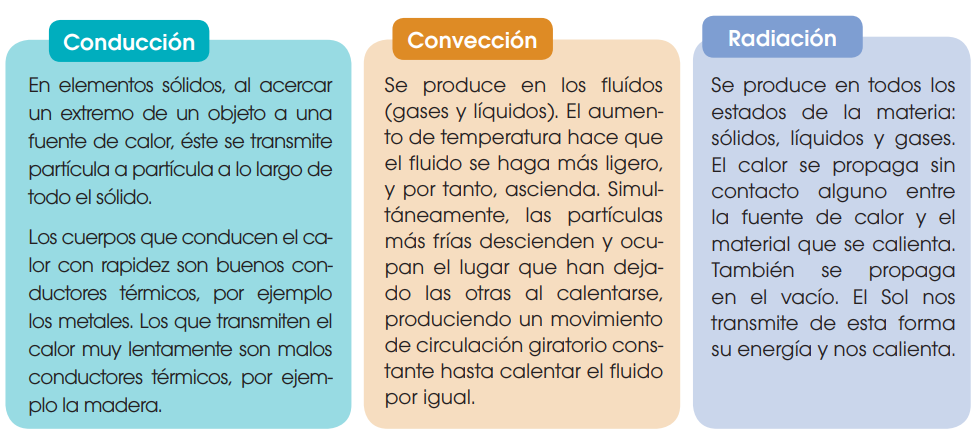 Conducción
En elementos sólidos, al acercar
un extremo de un objeto a una
fuente de calor, éste se transmite
partícula a partícula a lo largo de
todo el sólido.
Los cuerpos que conducen el ca-
lor con rapidez son buenos con-
ductores térmicos, por ejemplo
los metales. Los que transmiten el
calor muy lentamente son malos
conductores térmicos, por ejem-
plo la madera.
Convección
Se produce en los fluídos
(gases y líquidos). El aumen-
to de temperatura hace que
el fluido se haga más ligero,
y por tanto, ascienda. Simul-
táneamente, las partículas
más frías descienden y ocu-
pan el lugar que han deja-
do las otras al calentarse,
produciendo un movimiento
de circulación giratorio cons-
tante hasta calentar el fluido
por igual.
Radiación
Se produce en todos los
estados de la materia:
sólidos, líquidos y gases.
El calor se propaga sin
contacto alguno entre
la fuente de calor y el
material que se calienta.
También se propaga
en el vacío. El Sol nos
transmite de esta forma
su energía y nos calienta.